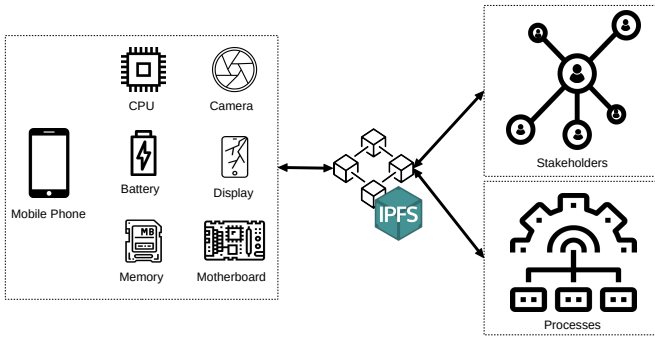 CPU
Camera
Mobile Phone
Battery
Display
MB
Memory
Motherboard
IPFS
Stakeholders
Processes